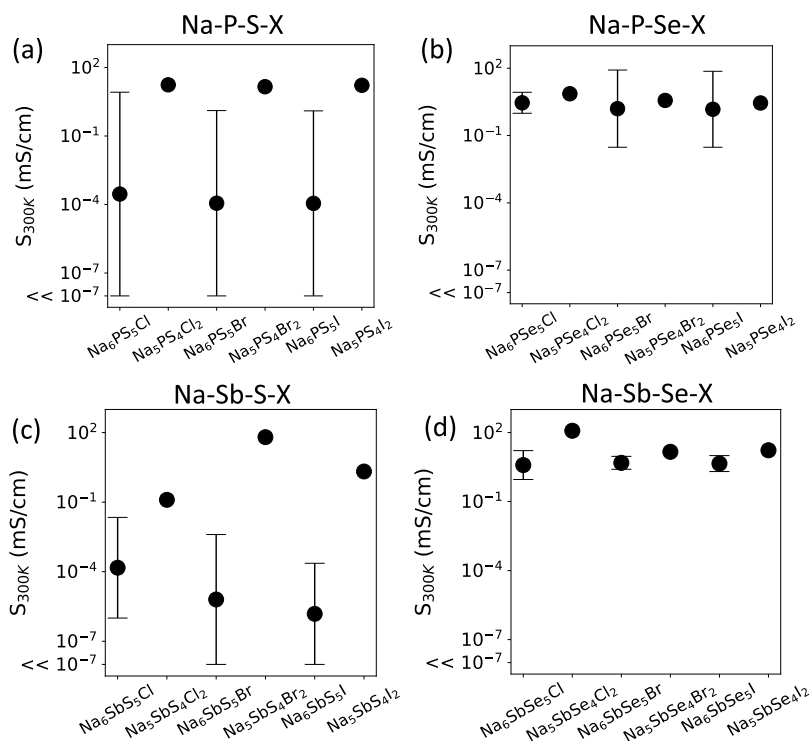 Na-P-S-X
(a)
S₃₀₀K (mS/cm)
10²
10⁻¹
10⁻⁴
10⁻⁷
<< 10⁻⁷
Na₆PS₅Cl
Na₅PS₄Cl₂
Na₆PS₅Br
Na₅PS₄Br₂
Na₆PS₅I
Na₅PS₄I₂
Na-P-Se-X
(b)
S₃₀₀K (mS/cm)
10²
10⁻¹
10⁻⁴
10⁻⁷
<< 10⁻⁷
Na₆PSe₅Cl
Na₅PSe₄Cl₂
Na₆PSe₅Br
Na₅PSe₄Br₂
Na₆PSe₅I
Na₅PSe₄I₂
Na-Sb-S-X
(c)
S₃₀₀K (mS/cm)
10²
10⁻¹
10⁻⁴
10⁻⁷
<< 10⁻⁷
Na₆SbS₅Cl
Na₅SbS₄Cl₂
Na₆SbS₅Br
Na₅SbS₄Br₂
Na₆SbS₅I
Na₅SbS₄I₂
Na-Sb-Se-X
(d)
S₃₀₀K (mS/cm)
10²
10⁻¹
10⁻⁴
10⁻⁷
<< 10⁻⁷
Na₆SbSe₅Cl
Na₅SbSe₄Cl₂
Na₆SbSe₅Br
Na₅SbSe₄Br₂
Na₆SbSe₅I
Na₅SbSe₄I₂